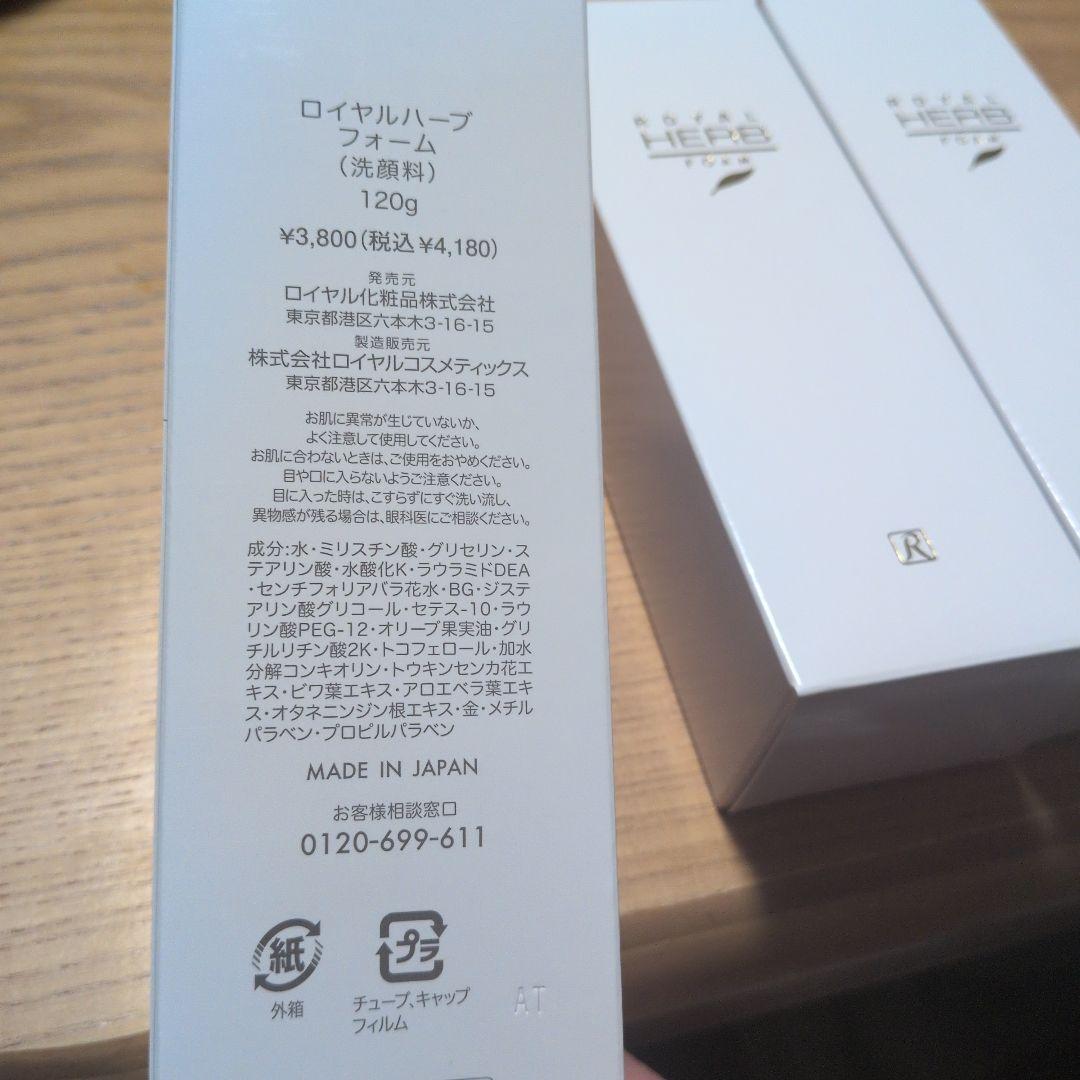 ロイヤルハーブ
フォーム
(洗顔料)
120g
¥3,800(税込¥4,180)
発売元
ロイヤル化粧品株式会社
東京都港区六本木3-16-15
製造販売元
株式会社ロイヤルコスメティックス
東京都港区六本木3-16-15
お肌に異常が生じていないか、
よく注意して使用してください。
お肌に合わないときは、ご使用をおやめください。
目や口に入らないようご注意ください。
目に入った時は、こすらずにすぐ洗い流し、
異物感が残る場合は、眼科医にご相談ください。
成分:水・ミリスチン酸・グリセリン・ス
テアリン酸・水酸化K・ラウラミドDEA
・センチフォリアバラ花水・BG・ジステ
アリン酸グリコール・セテス-10・ラウ
リン酸PEG-12・オリーブ果実油・グリ
チルリチン酸2K・トコフェロール・加水
分解コンキオリン・トウキンセンカ花エ
キス・ビワ葉エキス・アロエベラ葉エキ
ス・オタネニンジン根エキス・金・メチル
パラベン・プロピルパラベン
MADE IN JAPAN
お客様相談窓口
0120-699-611
紙
外箱
プラ
チューブ、キャップ
フィルム
AT
ROYAL
HERB
FOAM
R
ROYAL
HERB
FOAM